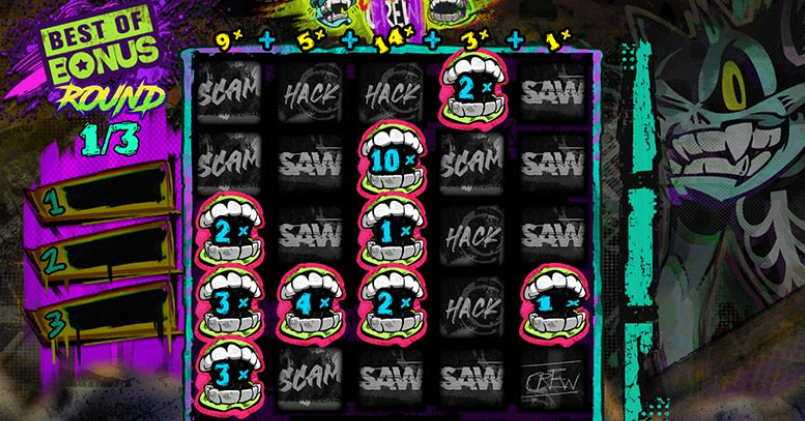 BEST OF
BONUS
ROUND
1/3
1
2
3
9× + 5× + 14× + 3× + 1×
SCAM HACK HACK 2× SAW
SCAM SAW 10× SCAM SAW
2× SAW 1× HACK SAW
3× 4× 2× HACK 1×
3× SCAM SAW SAW CREW